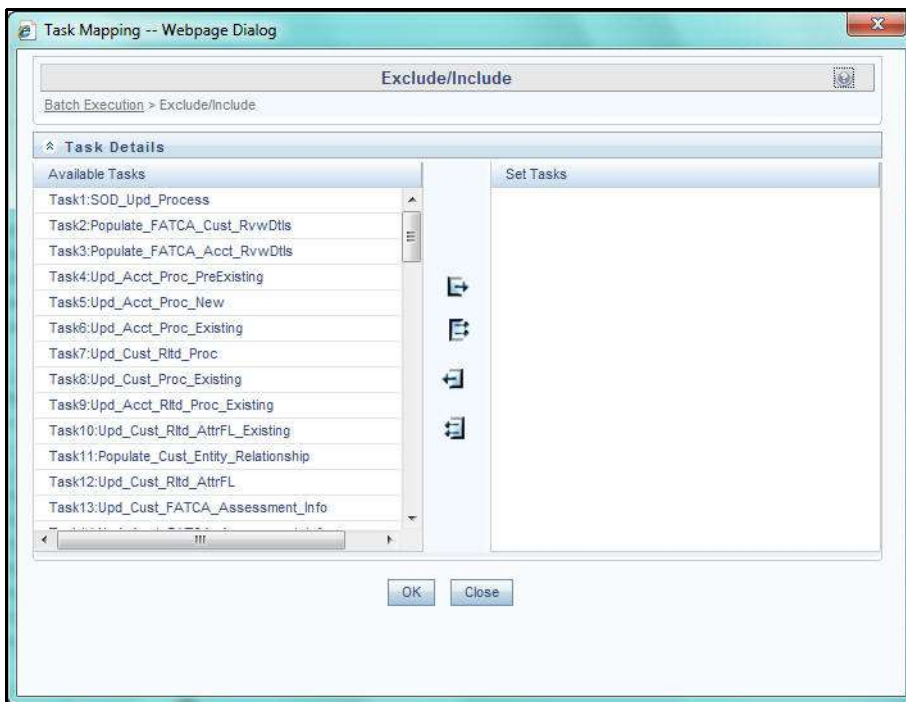 Task Mapping -- Webpage Dialog
Exclude/Include
Batch Execution > Exclude/Include
Task Details
Available Tasks
Set Tasks
Task1:SOD_Upd_Process
Task2:Populate_FATCA_Cust_RvwDtls
Task3:Populate_FATCA_Acct_RvwDtls
Task4:Upd_Acct_Proc_PreExisting
Task5:Upd_Acct_Proc_New
Task6:Upd_Acct_Proc_Existing
Task7:Upd_Cust_Rltd_Proc
Task8:Upd_Cust_Proc_Existing
Task9:Upd_Acct_Rltd_Proc_Existing
Task10:Upd_Cust_Rltd_AttrFL_Existing
Task11:Populate_Cust_Entity_Relationship
Task12:Upd_Cust_Rltd_AttrFL
Task13:Upd_Cust_FATCA_Assessment_Info
OK
Close